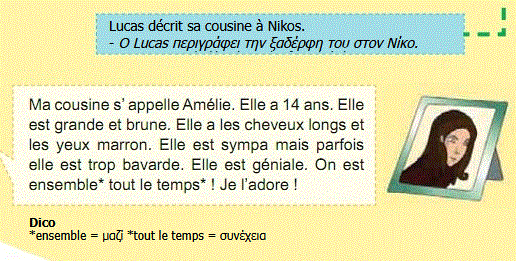 Lucas décrit sa cousine à Nikos.
- Ο Lucas περιγράφει την ξαδέρφη του στον Νίκο.
Ma cousine s' appelle Amélie. Elle a 14 ans. Elle
est grande et brune. Elle a les cheveux longs et
les yeux marron. Elle est sympa mais parfois
elle est trop bavarde. Elle est géniale. On est
ensemble* tout le temps* ! Je l'adore !
Dico
*ensemble = μαζί *tout le temps = συνέχεια